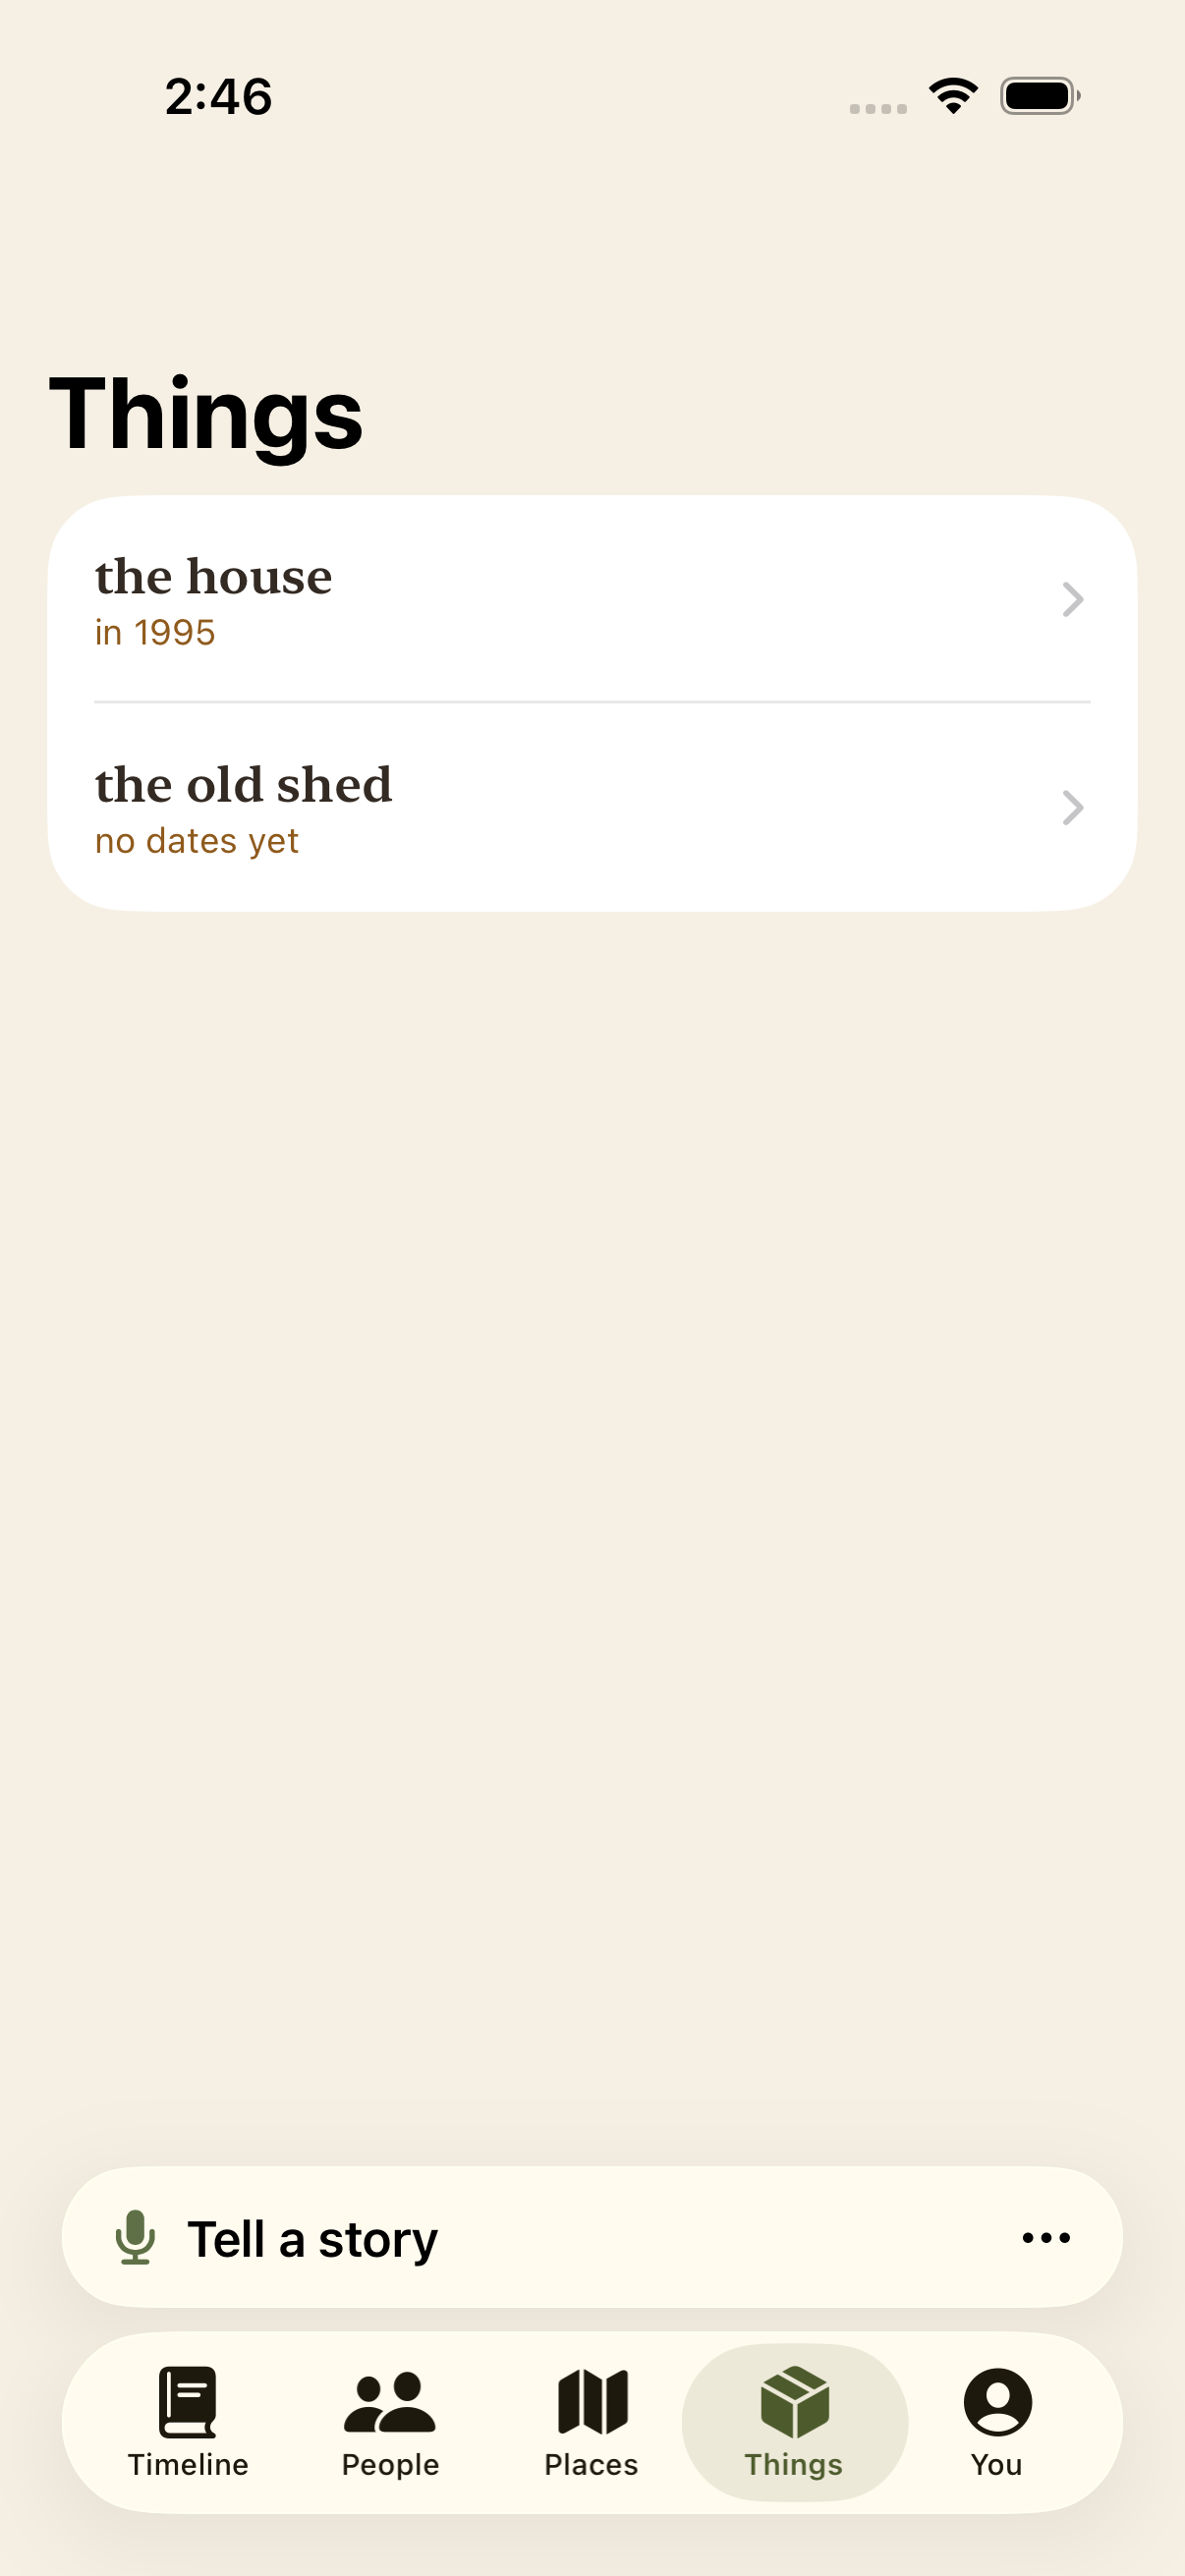 2:46
Things
the house
in 1995
the old shed
no dates yet
Tell a story
Timeline
People
Places
Things
You